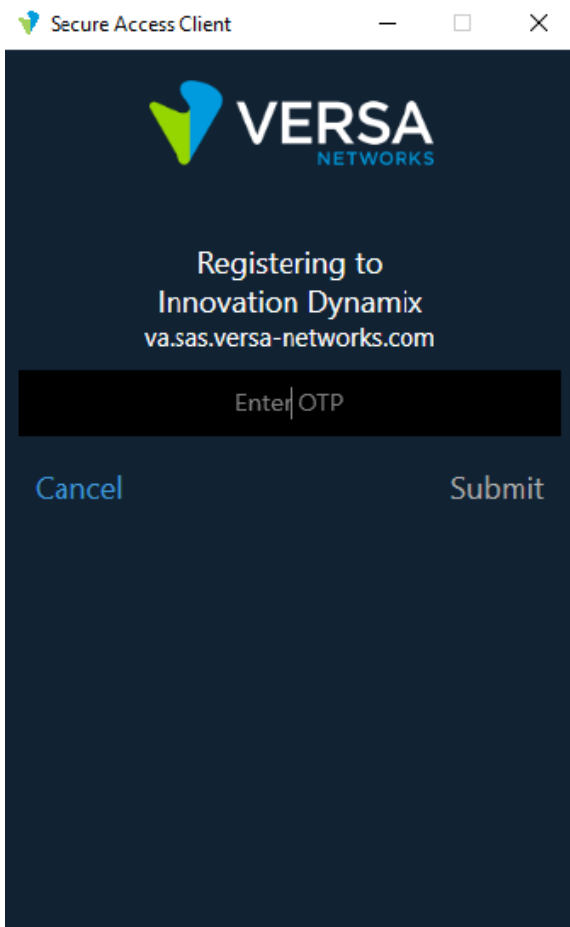 Secure Access Client
VERSA
NETWORKS
Registering to
Innovation Dynamix
va.sas.versa-networks.com
Enter OTP
Cancel Submit